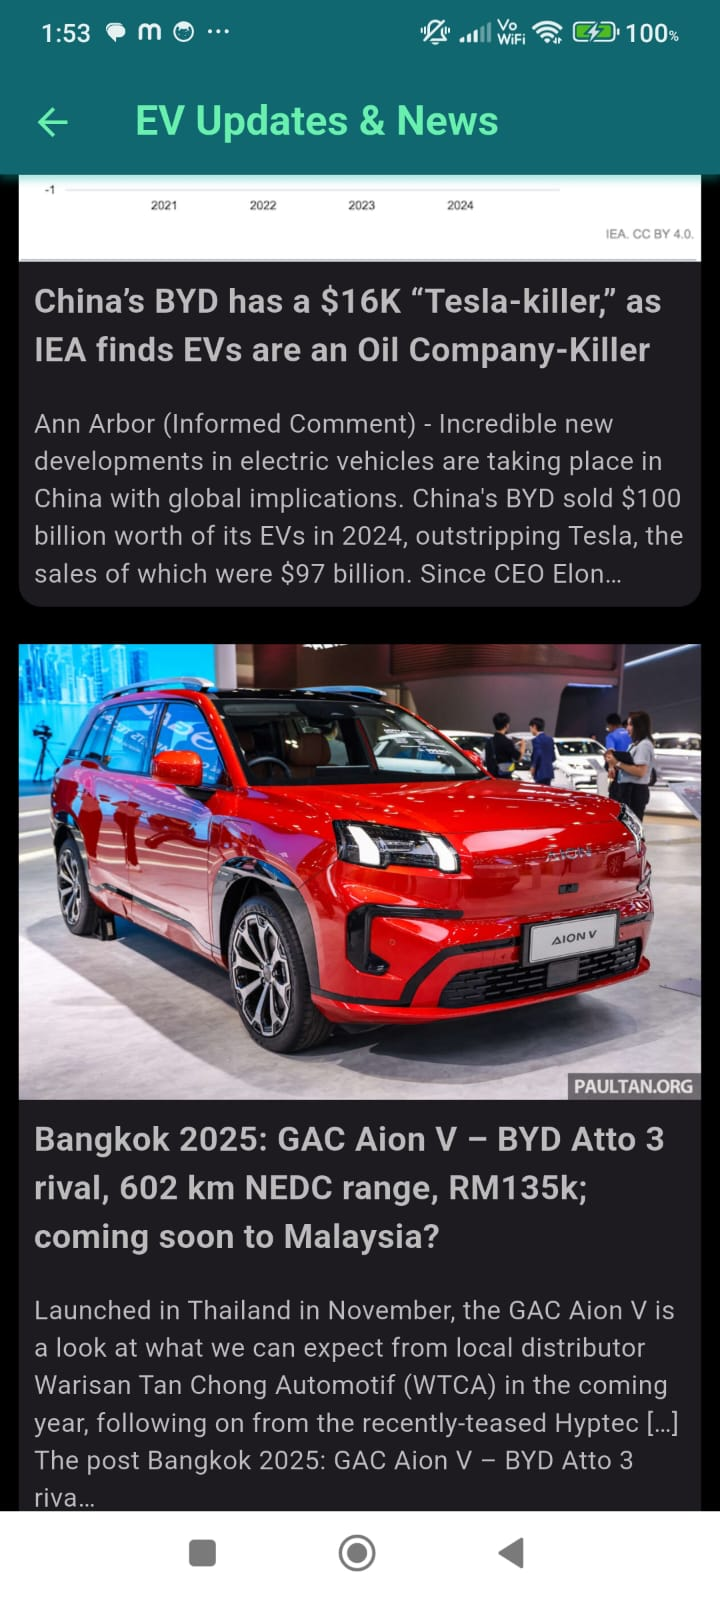 1:53
Vo
WiFi
100%
EV Updates & News
-1
2021 2022 2023 2024
IEA. CC BY 4.0.
China’s BYD has a $16K “Tesla-killer,” as
IEA finds EVs are an Oil Company-Killer
Ann Arbor (Informed Comment) - Incredible new
developments in electric vehicles are taking place in
China with global implications. China's BYD sold $100
billion worth of its EVs in 2024, outstripping Tesla, the
sales of which were $97 billion. Since CEO Elon…
AION
AION V
PAULTAN.ORG
Bangkok 2025: GAC Aion V – BYD Atto 3
rival, 602 km NEDC range, RM135k;
coming soon to Malaysia?
Launched in Thailand in November, the GAC Aion V is
a look at what we can expect from local distributor
Warisan Tan Chong Automotif (WTCA) in the coming
year, following on from the recently-teased Hyptec […]
The post Bangkok 2025: GAC Aion V – BYD Atto 3
riva…